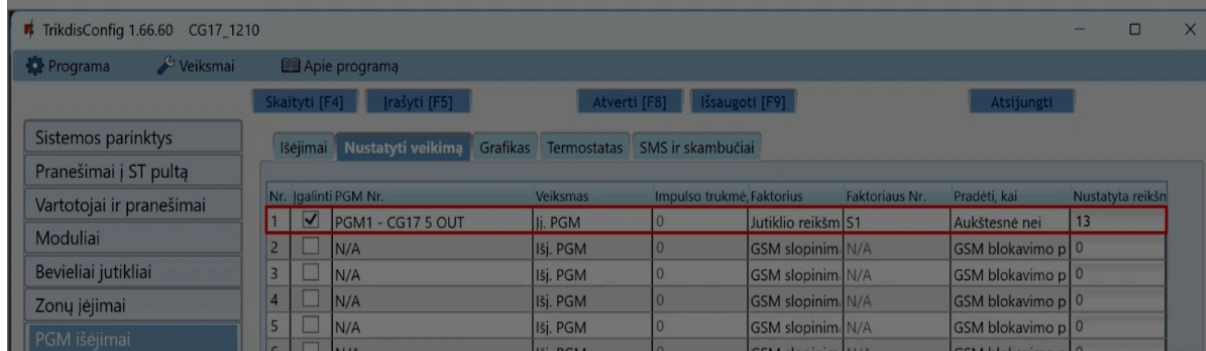 TrikdisConfig 1.66.60 CG17_1210
Programa Veiksmai Apie programą
Skaityti [F4] Įrašyti [F5] Atverti [F8] Išsaugoti [F9] Atsijungti
Sistemos parinktys
Pranešimai į ST pultą
Vartotojai ir pranešimai
Moduliai
Bevieliai jutikliai
Zonų įėjimai
PGM išėjimai
Išėjimai Nustatyti veikimą Grafikas Termostatas SMS ir skambučiai
Nr. Įgalinti PGM Nr. Veiksmas Impulso trukmė, Faktorius Faktoriaus Nr. Pradėti, kai Nustatyta reikšm
1 PGM1 - CG17 5 OUT Įj. PGM 0 Jutiklio reikšm S1 Aukštesnė nei 13
2 N/A Išj. PGM 0 GSM slopinim. N/A GSM blokavimo p 0
3 N/A Išj. PGM 0 GSM slopinim. N/A GSM blokavimo p 0
4 N/A Išj. PGM 0 GSM slopinim. N/A GSM blokavimo p 0
5 N/A Išj. PGM 0 GSM slopinim. N/A GSM blokavimo p 0